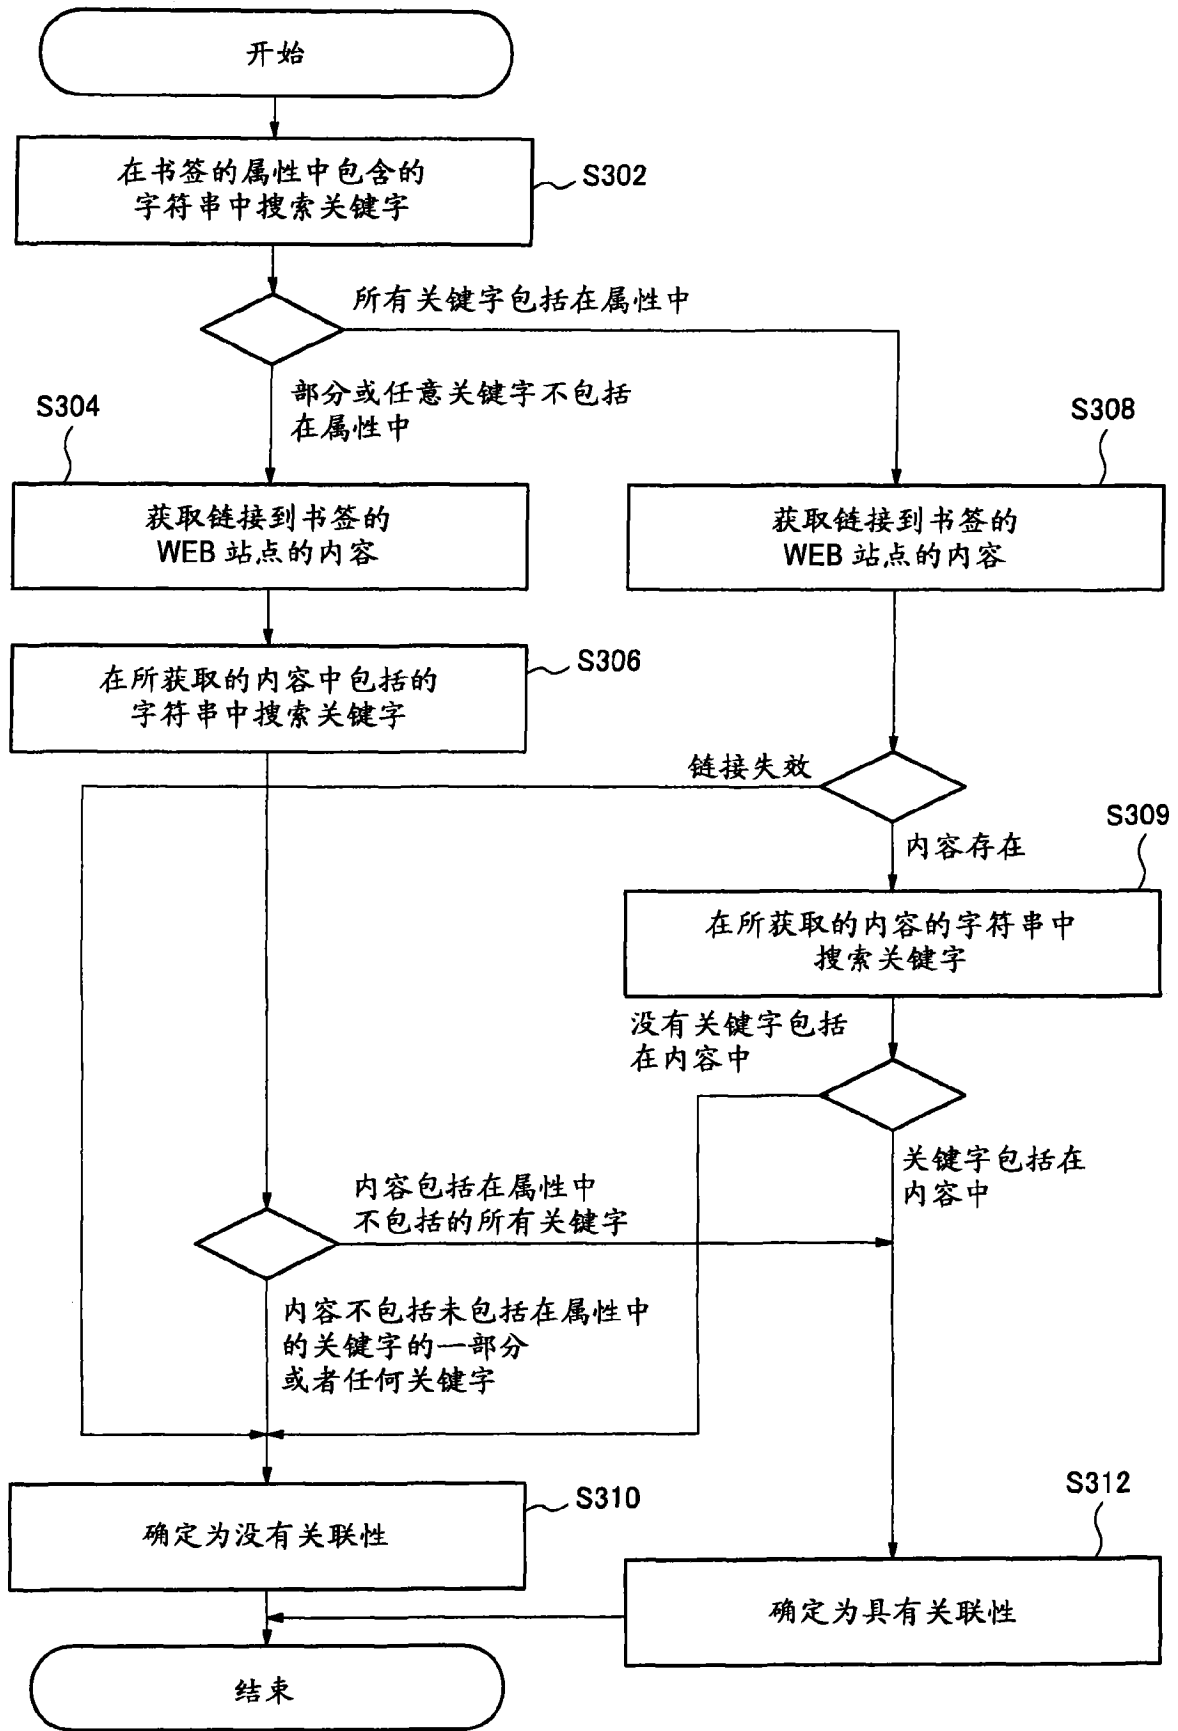 开始
在书签的属性中包含的
字符串中搜索关键字
S302
所有关键字包括在属性中
部分或任意关键字不包括
在属性中
S304
S308
获取链接到书签的
WEB 站点的内容
获取链接到书签的
WEB 站点的内容
在所获取的内容中包括的
字符串中搜索关键字
S306
链接失效
内容存在
S309
在所获取的内容的字符串中
搜索关键字
没有关键字包括
在内容中
关键字包括在
内容中
内容包括在属性中
不包括的所有关键字
内容不包括未包括在属性中
的关键字的一部分
或者任何关键字
S310
确定为没有关联性
S312
确定为具有关联性
结束